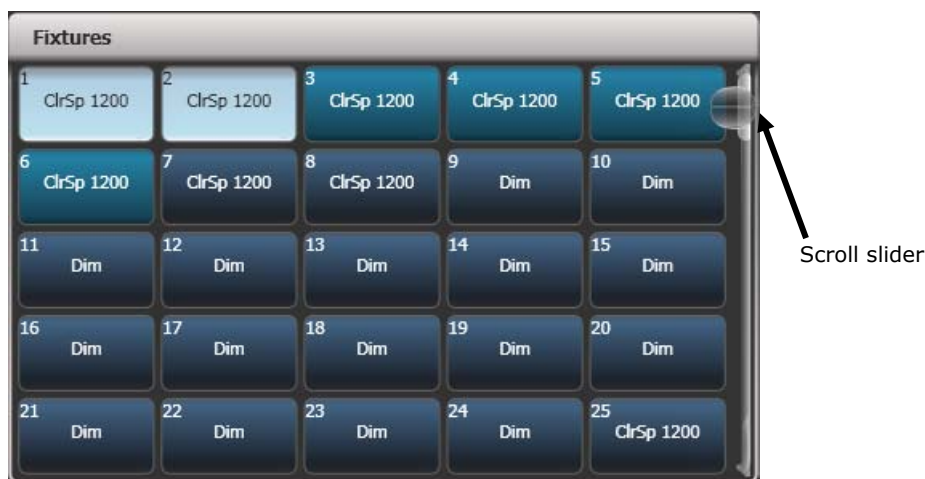 Fixtures
1 2 3 4 5
ClrSp 1200 ClrSp 1200 ClrSp 1200 ClrSp 1200 ClrSp 1200
6 7 8 9 10
ClrSp 1200 ClrSp 1200 ClrSp 1200 Dim Dim
11 12 13 14 15
Dim Dim Dim Dim Dim
Scroll slider
16 17 18 19 20
Dim Dim Dim Dim Dim
21 22 23 24 25
Dim Dim Dim Dim ClrSp 1200